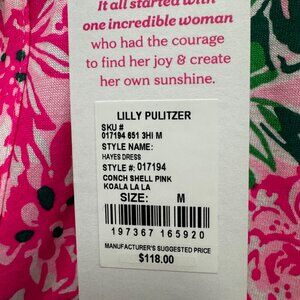 It all started with
one incredible woman
who had the courage
to find her joy & create
her own sunshine.
LILLY PULITZER
SKU #
017194 651 3HI M
STYLE NAME:
HAYES DRESS
STYLE #: 017194
CONCH SHELL PINK
KOALA LA LA
SIZE: M
197367 165920
MANUFACTURER'S SUGGESTED PRICE
$118.00